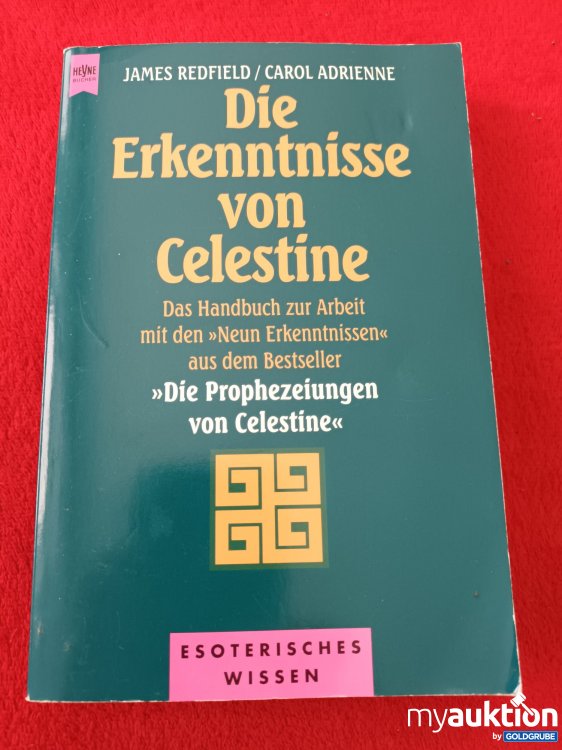 HEYNE
BÜCHER
JAMES REDFIELD / CAROL ADRIENNE
Die
Erkenntnisse
von
Celestine
Das Handbuch zur Arbeit
mit den »Neun Erkenntnissen«
aus dem Bestseller
»Die Prophezeiungen
von Celestine«
ESOTERISCHES
WISSEN
myauktion
by GOLDGRUBE